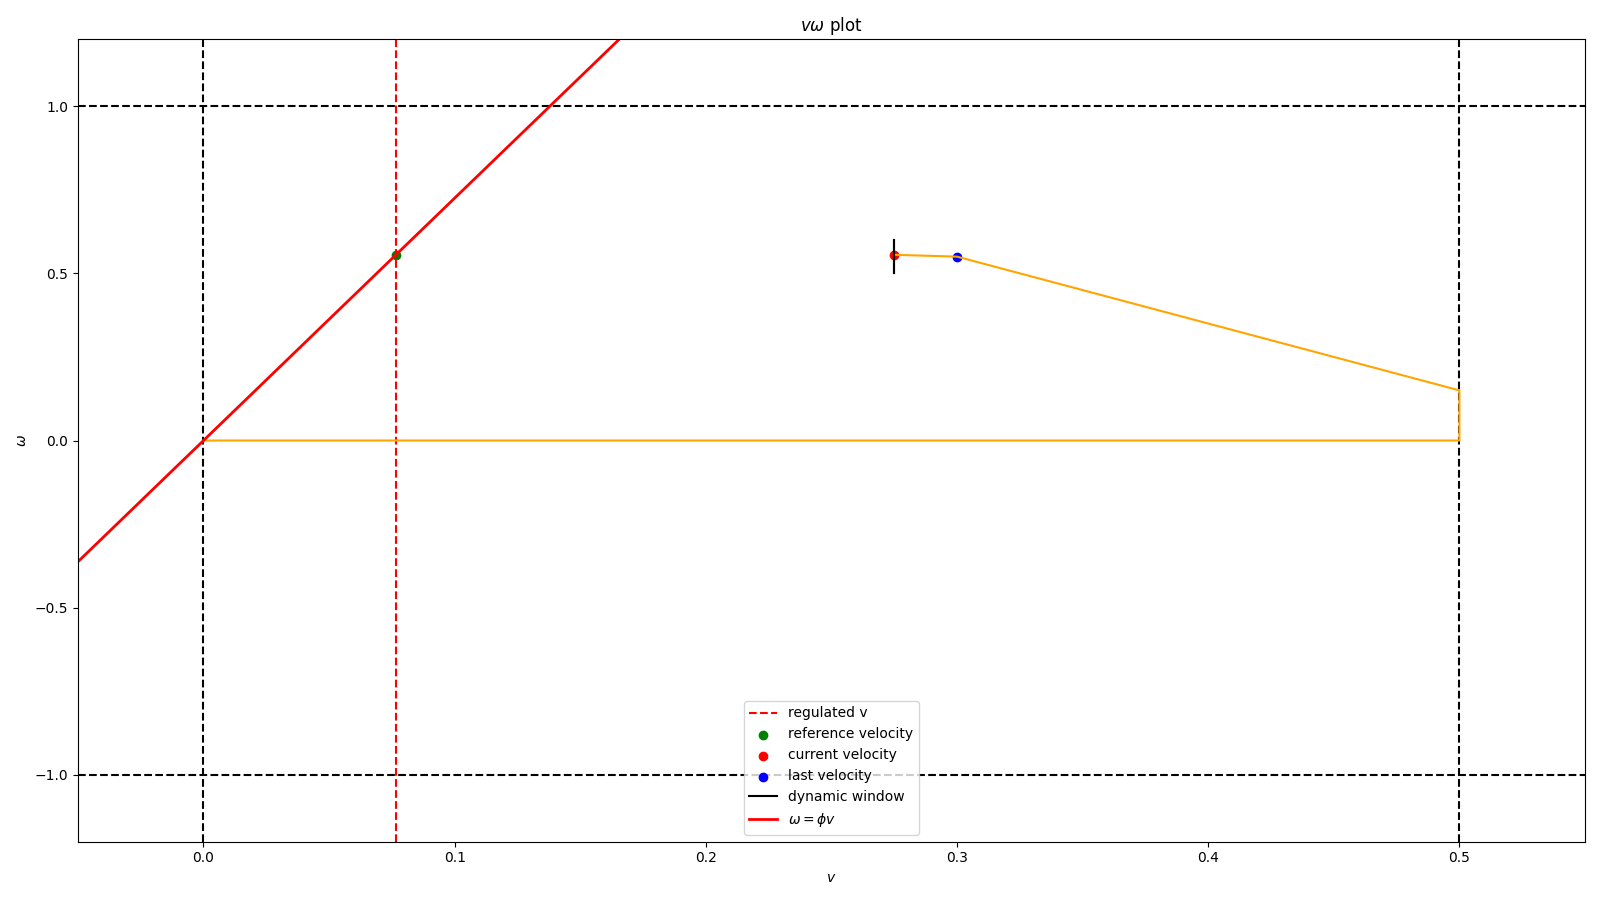 vω plot
1.0
0.5
0.0
−0.5
−1.0
ω
regulated v
reference velocity
current velocity
last velocity
dynamic window
ω = ϕv
0.0 0.1 0.2 0.3 0.4 0.5
v